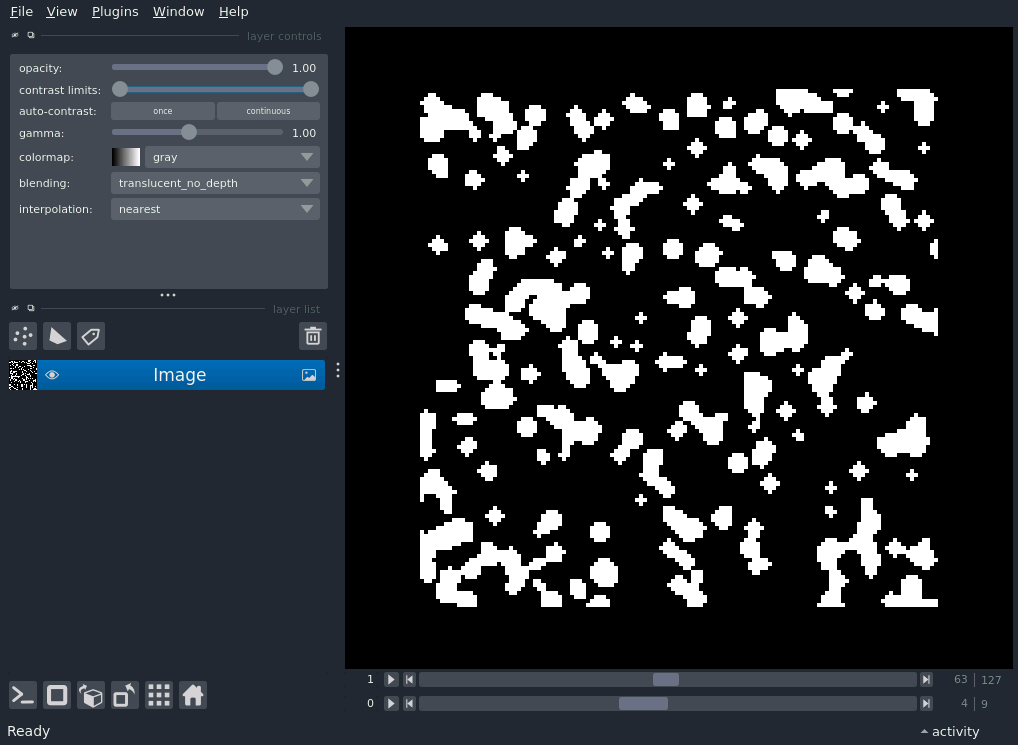 File View Plugins Window Help
layer controls
opacity: 1.00
contrast limits:
auto-contrast: once continuous
gamma: 1.00
colormap: gray
blending: translucent_no_depth
interpolation: nearest
layer list
Image
1 63 127
0 4 9
Ready activity